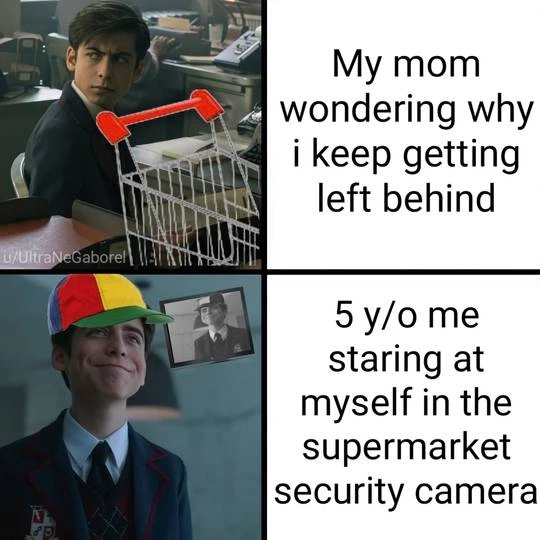 My mom
wondering why
i keep getting
left behind
u/UltraNeGaborel
5 y/o me
staring at
myself in the
supermarket
security camera